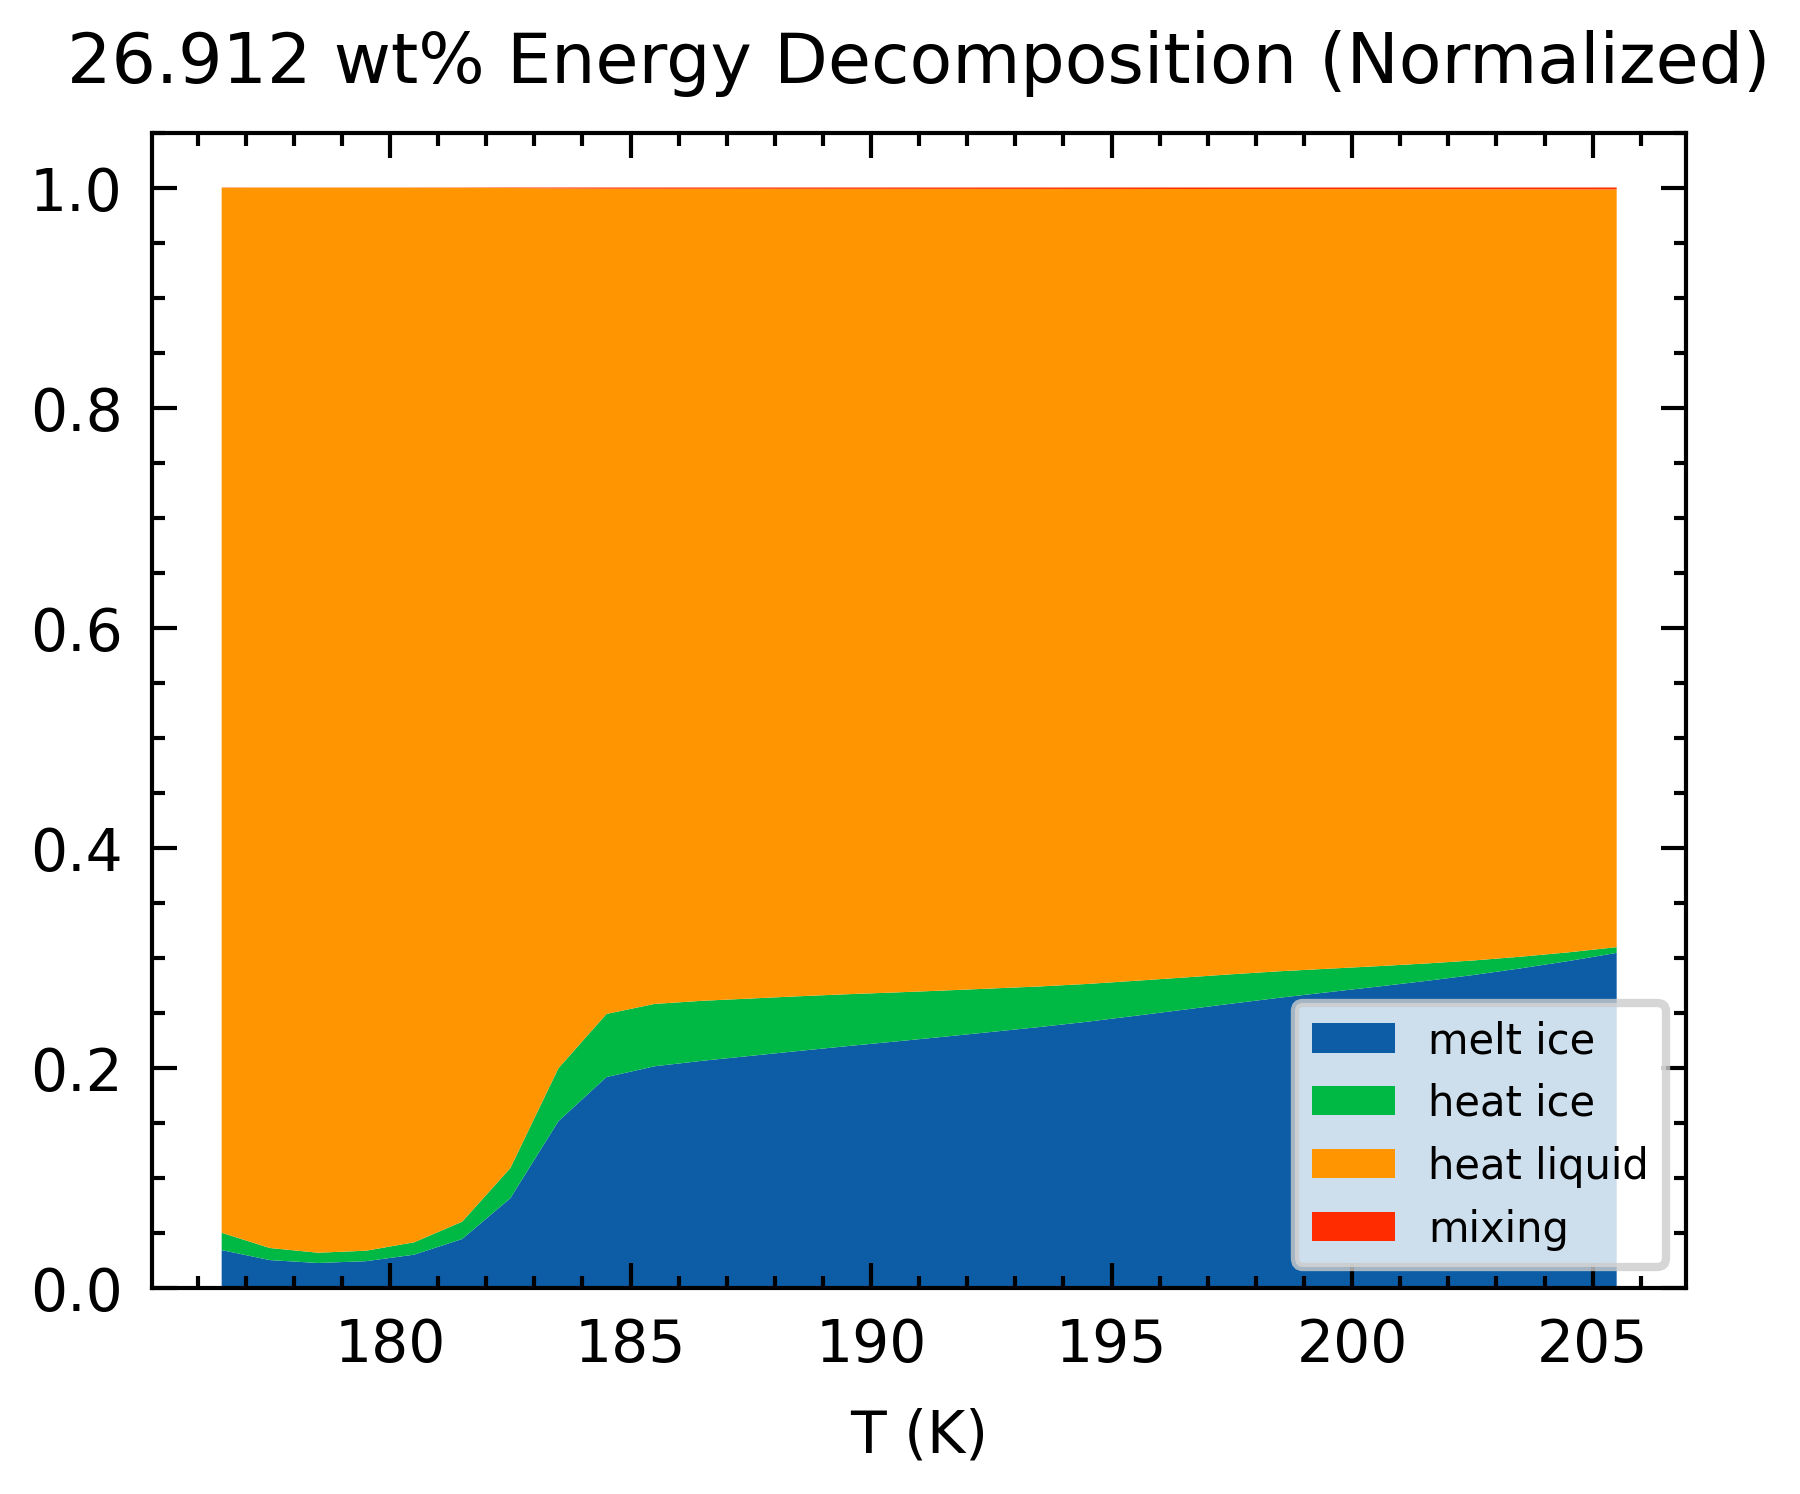 26.912 wt% Energy Decomposition (Normalized)
1.0
0.8
0.6
0.4
0.2
0.0
melt ice
heat ice
heat liquid
mixing
180 185 190 195 200 205
T (K)